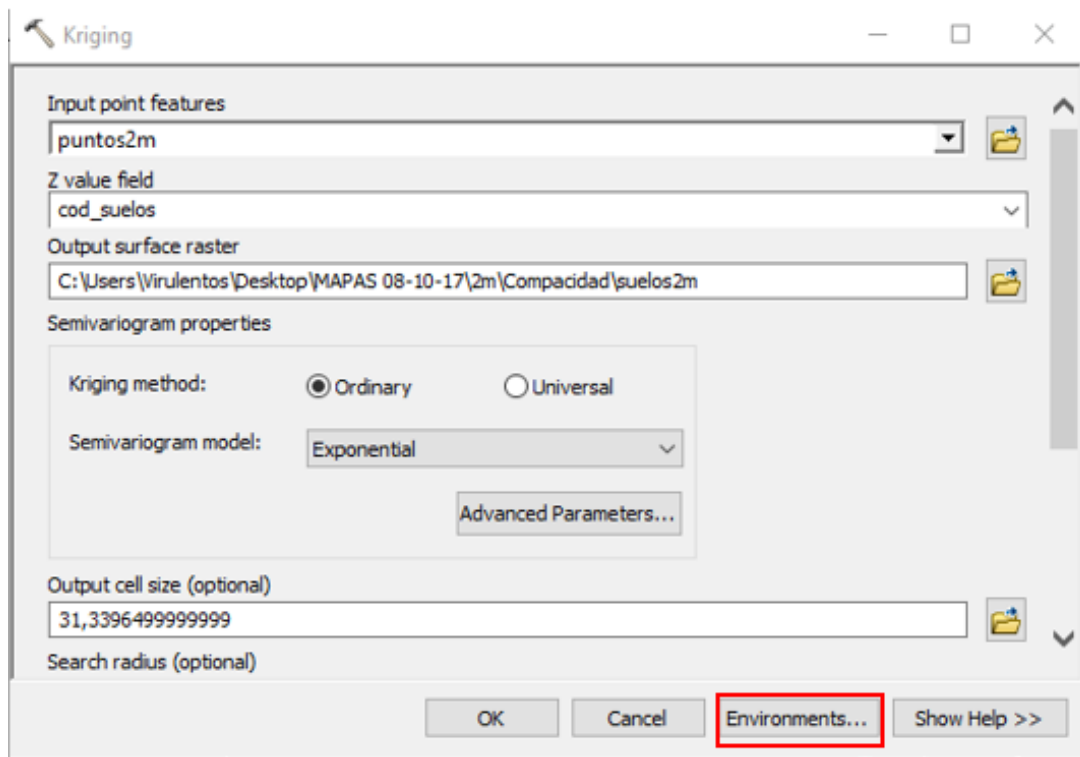 Kriging
Input point features
puntos2m
Z value field
cod_suelos
Output surface raster
C:\Users\Virulentos\Desktop\MAPAS 08-10-17\2m\Compacidad\suelos2m
Semivariogram properties
Kriging method: Ordinary Universal
Semivariogram model: Exponential
Advanced Parameters...
Output cell size (optional)
31,3396499999999
Search radius (optional)
OK Cancel Environments... Show Help >>